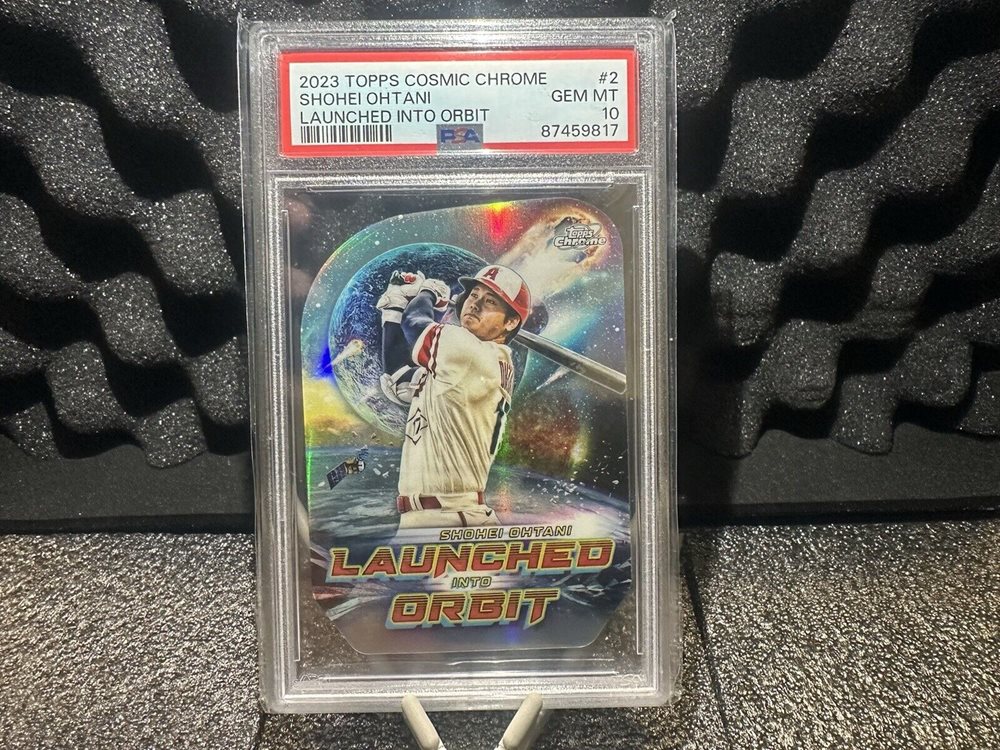 2023 TOPPS COSMIC CHROME #2
SHOHEI OHTANI GEM MT
LAUNCHED INTO ORBIT 10
PSA 87459817
Topps
Chrome
A
SHOHEI OHTANI
LAUNCHED
INTO
ORBIT